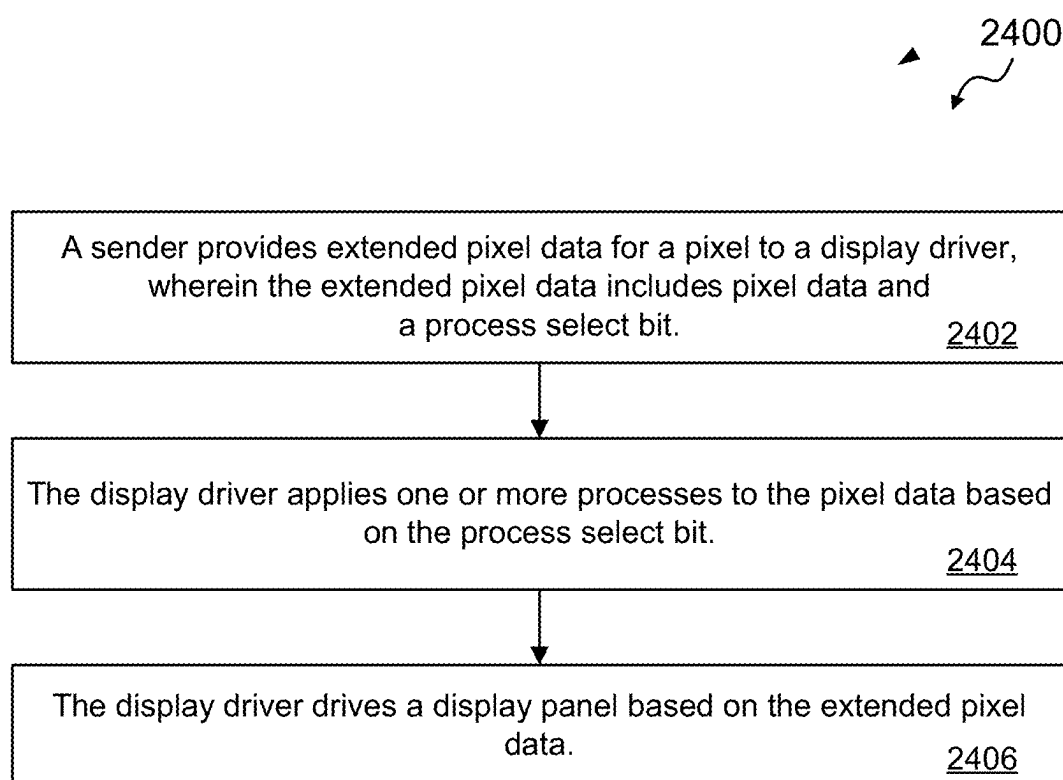 2400
A sender provides extended pixel data for a pixel to a display driver,
wherein the extended pixel data includes pixel data and
a process select bit.
2402
The display driver applies one or more processes to the pixel data based
on the process select bit.
2404
The display driver drives a display panel based on the extended pixel
data.
2406